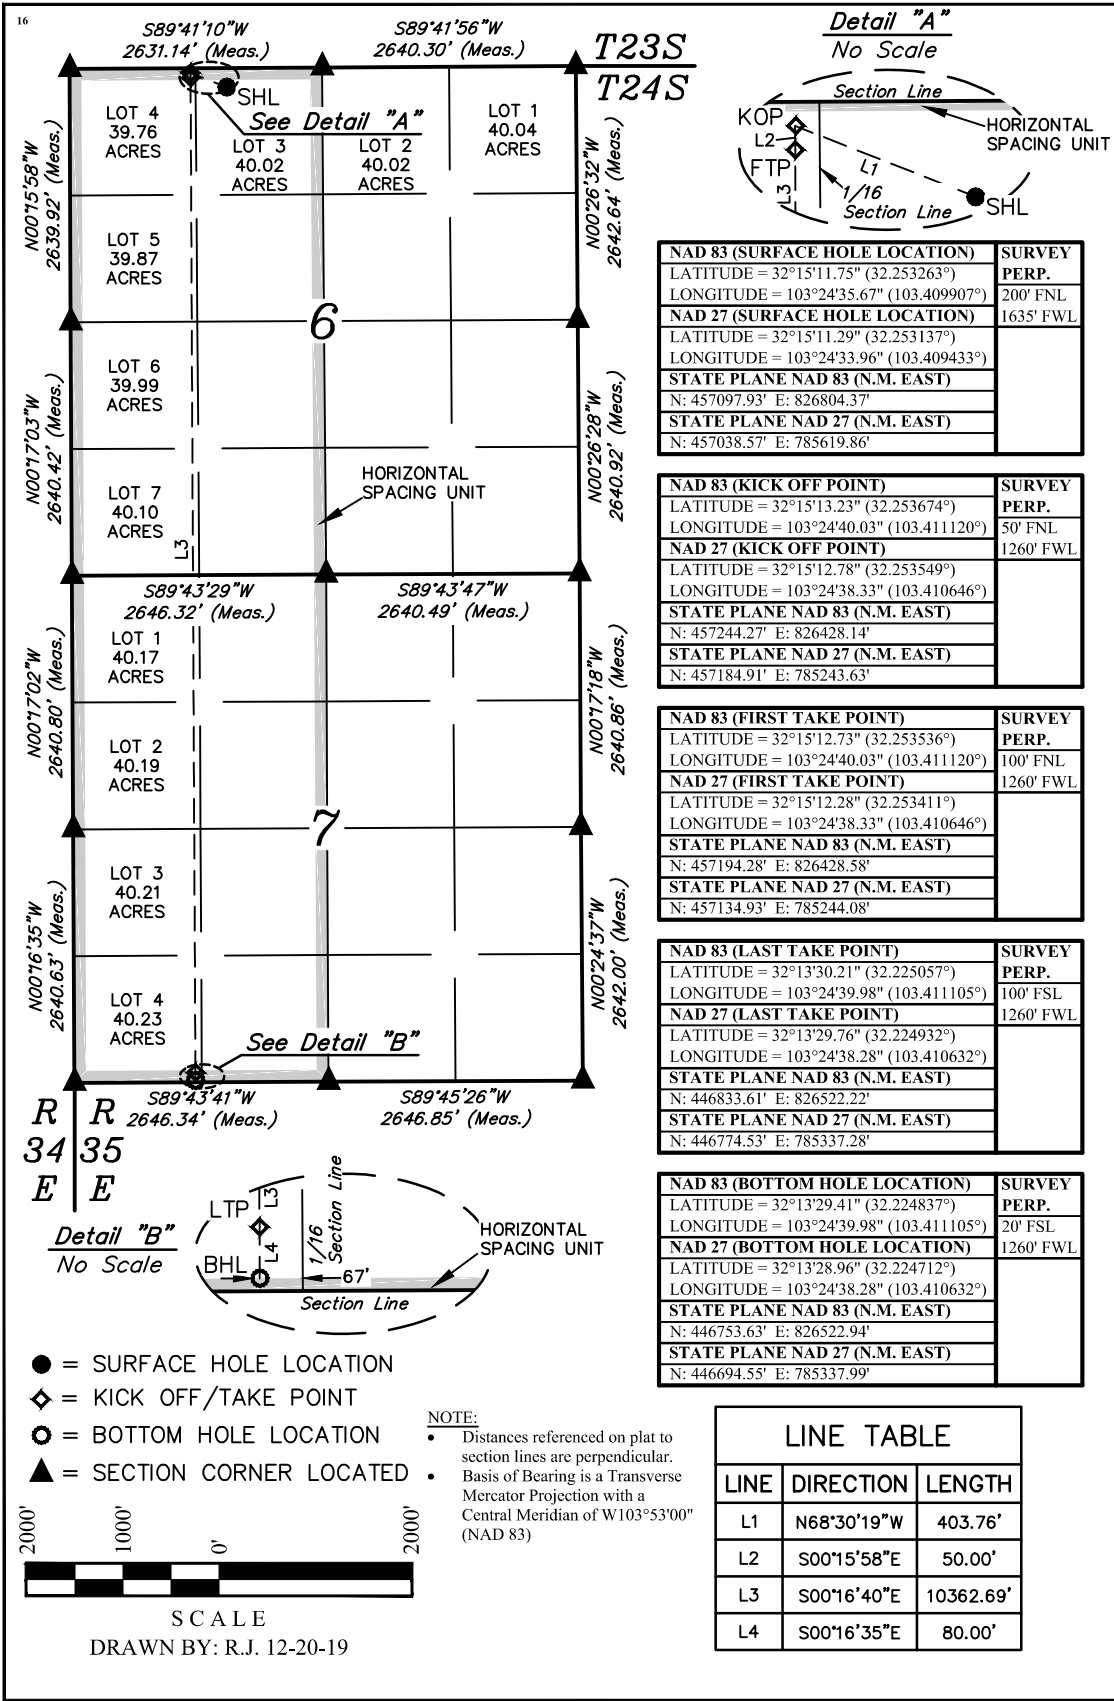 16
S89°41'10"W
2631.14' (Meas.)
S89°41'56"W
2640.30' (Meas.)
T23S
T24S
SHL
See Detail "A"
LOT 4
39.76
ACRES
LOT 3
40.02
ACRES
LOT 2
40.02
ACRES
LOT 1
40.04
ACRES
N00°15'58"W
2639.92' (Meas.)
N00°26'32"W
2642.64' (Meas.)
LOT 5
39.87
ACRES
6
LOT 6
39.99
ACRES
N00°17'03"W
2640.42' (Meas.)
N00°26'28"W
2640.92' (Meas.)
HORIZONTAL
SPACING UNIT
LOT 7
40.10
ACRES
L3
S89°43'29"W
2646.32' (Meas.)
S89°43'47"W
2640.49' (Meas.)
LOT 1
40.17
ACRES
N00°17'02"W
2640.80' (Meas.)
N00°17'18"W
2640.86' (Meas.)
LOT 2
40.19
ACRES
7
LOT 3
40.21
ACRES
N00°16'35"W
2640.63' (Meas.)
N00°24'37"W
2642.00' (Meas.)
LOT 4
40.23
ACRES
See Detail "B"
S89°43'41"W
2646.34' (Meas.)
S89°45'26"W
2646.85' (Meas.)
R R
34 35
E E
Detail "A"
No Scale
Section Line
KOP
L2
FTP
L3
L1
1/16
Section Line
SHL
HORIZONTAL
SPACING UNIT
NAD 83 (SURFACE HOLE LOCATION) SURVEY
LATITUDE = 32°15'11.75" (32.253263°) PERP.
LONGITUDE = 103°24'35.67" (103.409907°) 200' FNL
NAD 27 (SURFACE HOLE LOCATION) 1635' FWL
LATITUDE = 32°15'11.29" (32.253137°)
LONGITUDE = 103°24'33.96" (103.409433°)
STATE PLANE NAD 83 (N.M. EAST)
N: 457097.93' E: 826804.37'
STATE PLANE NAD 27 (N.M. EAST)
N: 457038.57' E: 785619.86'
NAD 83 (KICK OFF POINT) SURVEY
LATITUDE = 32°15'13.23" (32.253674°) PERP.
LONGITUDE = 103°24'40.03" (103.411120°) 50' FNL
NAD 27 (KICK OFF POINT) 1260' FWL
LATITUDE = 32°15'12.78" (32.253549°)
LONGITUDE = 103°24'38.33" (103.410646°)
STATE PLANE NAD 83 (N.M. EAST)
N: 457244.27' E: 826428.14'
STATE PLANE NAD 27 (N.M. EAST)
N: 457184.91' E: 785243.63'
NAD 83 (FIRST TAKE POINT) SURVEY
LATITUDE = 32°15'12.73" (32.253536°) PERP.
LONGITUDE = 103°24'40.03" (103.411120°) 100' FNL
NAD 27 (FIRST TAKE POINT) 1260' FWL
LATITUDE = 32°15'12.28" (32.253411°)
LONGITUDE = 103°24'38.33" (103.410646°)
STATE PLANE NAD 83 (N.M. EAST)
N: 457194.28' E: 826428.58'
STATE PLANE NAD 27 (N.M. EAST)
N: 457134.93' E: 785244.08'
NAD 83 (LAST TAKE POINT) SURVEY
LATITUDE = 32°13'30.21" (32.225057°) PERP.
LONGITUDE = 103°24'39.98" (103.411105°) 100' FSL
NAD 27 (LAST TAKE POINT) 1260' FWL
LATITUDE = 32°13'29.76" (32.224932°)
LONGITUDE = 103°24'38.28" (103.410632°)
STATE PLANE NAD 83 (N.M. EAST)
N: 446833.61' E: 826522.22'
STATE PLANE NAD 27 (N.M. EAST)
N: 446774.53' E: 785337.28'
NAD 83 (BOTTOM HOLE LOCATION) SURVEY
LATITUDE = 32°13'29.41" (32.224837°) PERP.
LONGITUDE = 103°24'39.98" (103.411105°) 20' FSL
NAD 27 (BOTTOM HOLE LOCATION) 1260' FWL
LATITUDE = 32°13'28.96" (32.224712°)
LONGITUDE = 103°24'38.28" (103.410632°)
STATE PLANE NAD 83 (N.M. EAST)
N: 446753.63' E: 826522.94'
STATE PLANE NAD 27 (N.M. EAST)
N: 446694.55' E: 785337.99'
Detail "B"
No Scale
LTP
L3
L4
1/16
Section Line
BHL
67'
Section Line
HORIZONTAL
SPACING UNIT
= SURFACE HOLE LOCATION
= KICK OFF/TAKE POINT
= BOTTOM HOLE LOCATION
= SECTION CORNER LOCATED
NOTE:
• Distances referenced on plat to
section lines are perpendicular.
• Basis of Bearing is a Transverse
Mercator Projection with a
Central Meridian of W103°53'00"
(NAD 83)
2000' 1000' 0' 2000'
SCALE
DRAWN BY: R.J. 12-20-19
LINE TABLE
LINE DIRECTION LENGTH
L1 N68°30'19"W 403.76'
L2 S00°15'58"E 50.00'
L3 S00°16'40"E 10362.69'
L4 S00°16'35"E 80.00'